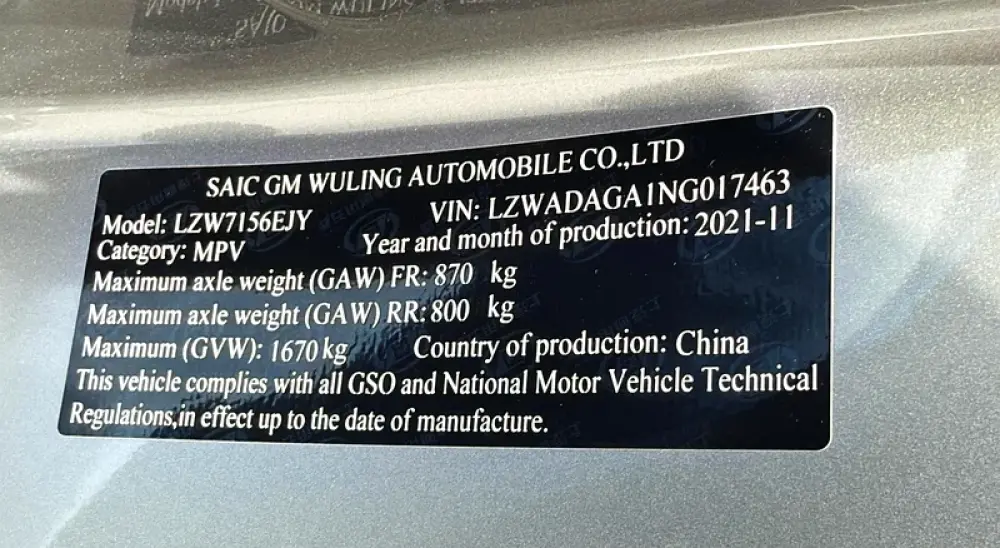 SAIC GM WULING AUTOMOBILE CO.,LTD
Model: LZW7156EJY VIN: LZWADAGA1NG017463
Category: MPV Year and month of production: 2021-11
Maximum axle weight (GAW) FR: 870 kg
Maximum axle weight (GAW) RR: 800 kg
Maximum (GVW): 1670 kg Country of production: China
This vehicle complies with all GSO and National Motor Vehicle Technical
Regulations,in effect up to the date of manufacture.